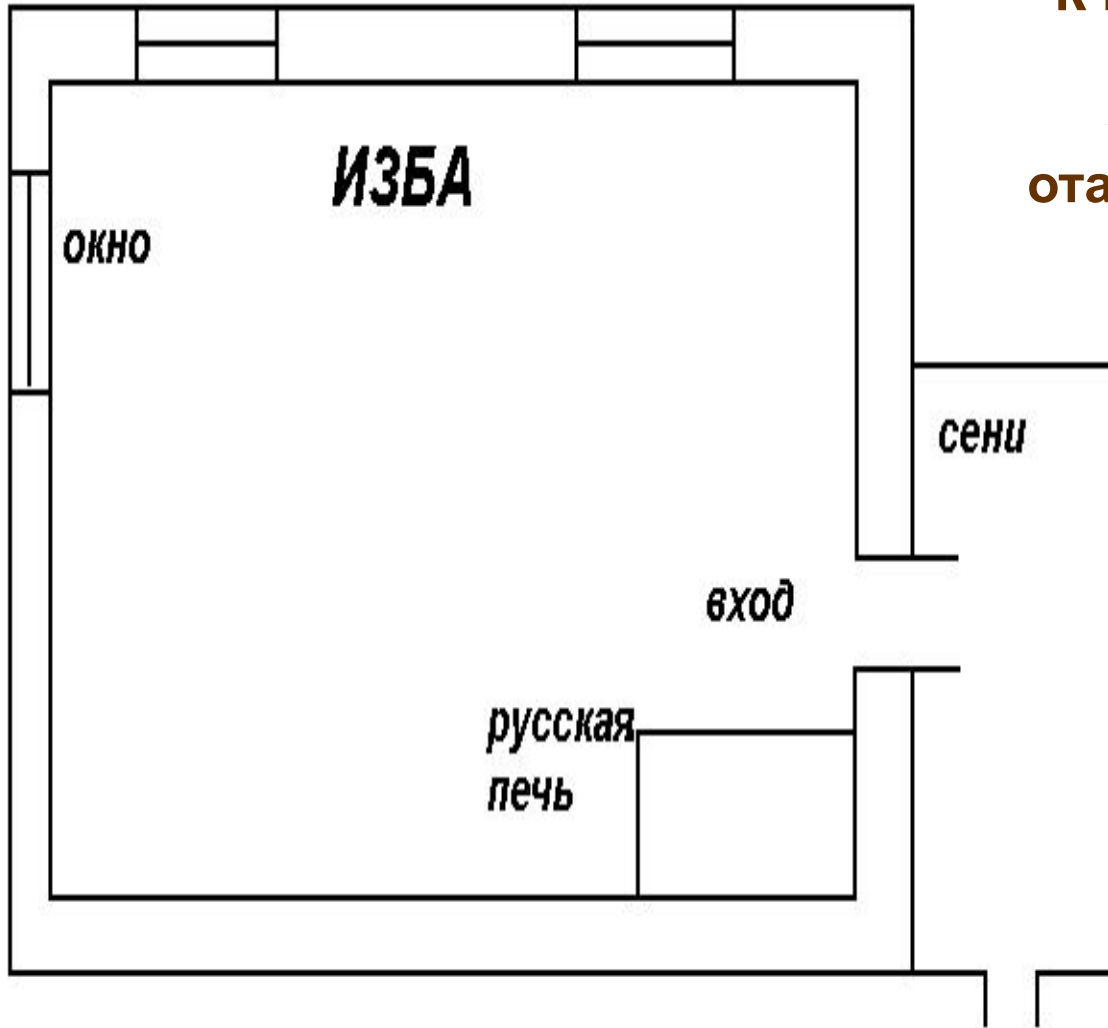 ИЗБА
окно
сени
вход
русская
печь